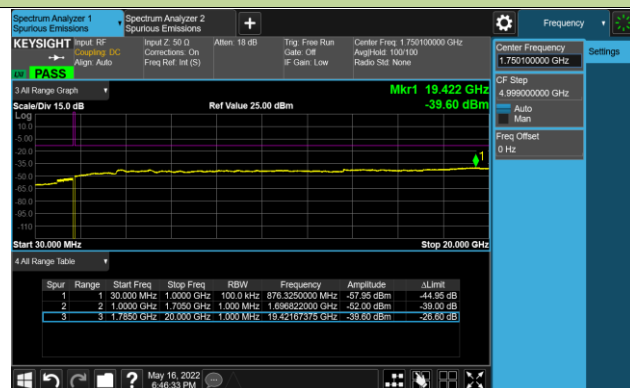 Spectrum Analyzer 1
Spurious Emissions
Spectrum Analyzer 2
Spurious Emissions
Frequency
KEYSIGHT
Input: RF
Coupling: DC
Align: Auto
Input Z: 50 Ω
Corrections: On
Freq Ref: Int (S)
Atten: 18 dB
Trig: Free Run
Gate: Off
IF Gain: Low
Center Freq: 1.750100000 GHz
Avg|Hold: 100/100
Radio Std: None
PASS
Center Frequency
1.750100000 GHz
Settings
CF Step
4.999000000 GHz
Auto
Man
Freq Offset
0 Hz
3 All Range Graph
Mkr1 19.422 GHz
Scale/Div 15.0 dB
Ref Value 25.00 dBm
-39.60 dBm
Log
10.0
-5.00
-20.0
-35.0
-50.0
-65.0
-80.0
-95.0
-110
1
Start 30.000 MHz
Stop 20.000 GHz
4 All Range Table
Spur Range Start Freq Stop Freq RBW Frequency Amplitude ΔLimit
1 1 30.000 MHz 1.0000 GHz 100.0 kHz 876.3250000 MHz -57.95 dBm -44.95 dB
2 2 1.0000 GHz 1.7050 GHz 1.000 MHz 1.696822000 GHz -52.00 dBm -39.00 dB
3 3 1.7850 GHz 20.000 GHz 1.000 MHz 19.42167375 GHz -39.60 dBm -26.60 dB
?
May 16, 2022
6:46:33 PM